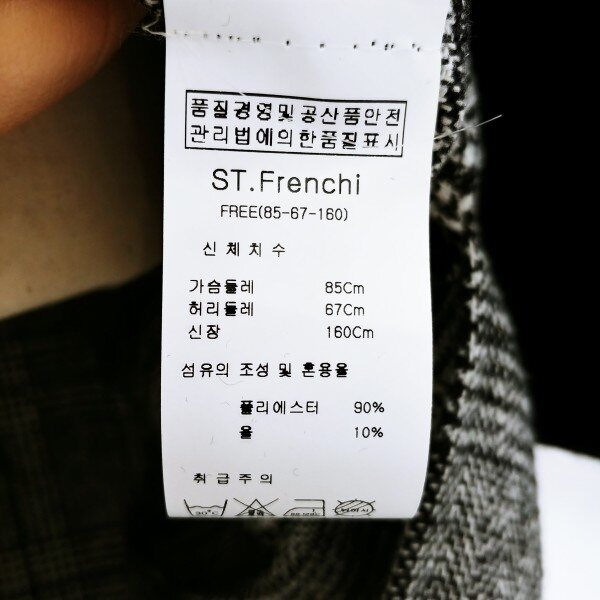 품질경영및공산품안전
관리법에의한품질표시
ST.Frenchi
FREE(85-67-160)
신체치수
가슴둘레 85Cm
허리둘레 67Cm
신장 160Cm
섬유의 조성 및 혼용율
폴리에스터 90%
울 10%
취급주의
30°C